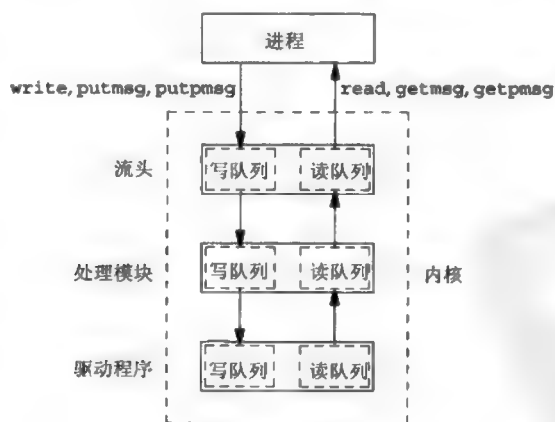 进程
write,putmsg,putpmsg read,getmsg,getpmsg
流头 写队列 读队列
处理模块 写队列 读队列 内核
驱动程序 写队列 读队列